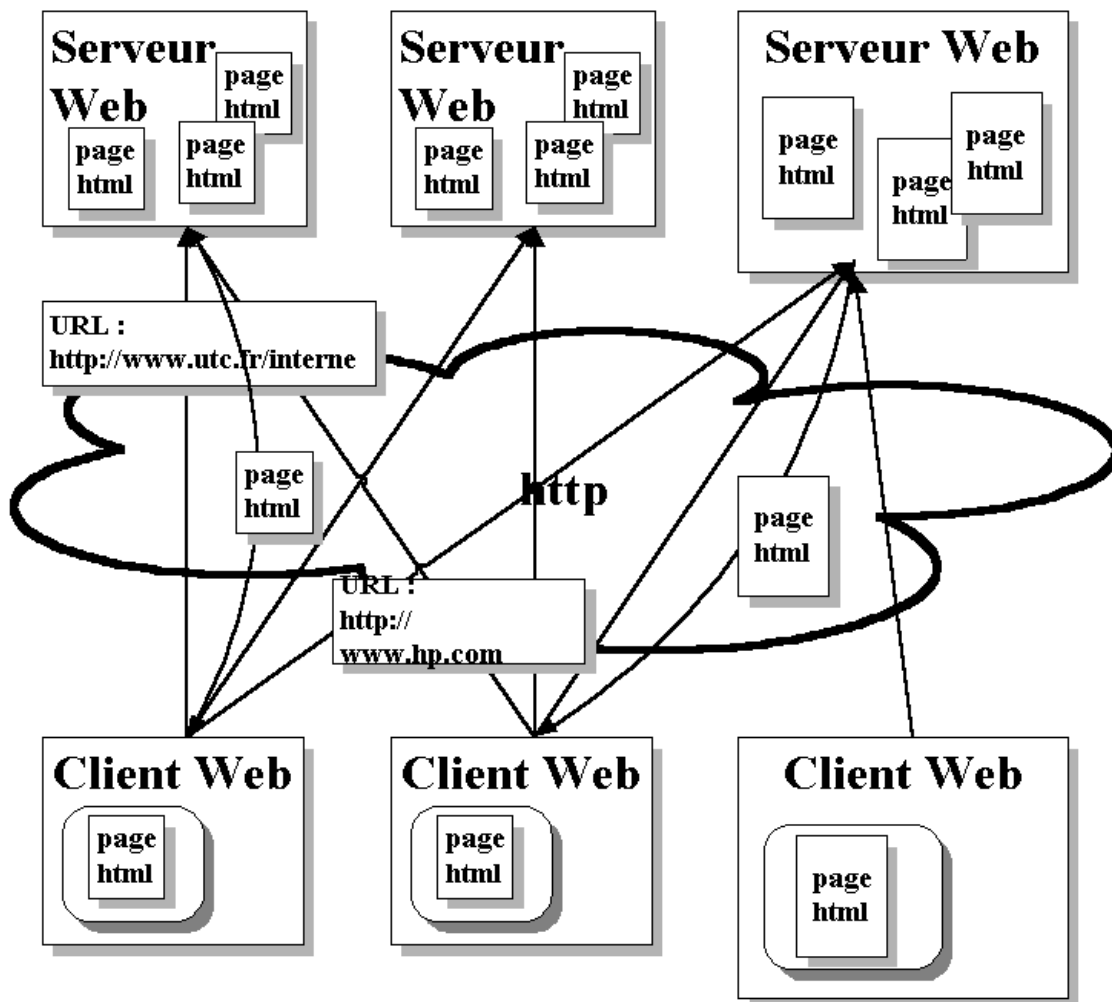 Serveur
Web
page
html
page
html
page
html
Serveur
Web
page
html
page
html
page
html
Serveur Web
page
html
page
html
page
html
URL :
http://www.utc.fr/interne
page
html
http
page
html
URL :
http://
www.hp.com
Client Web
page
html
Client Web
page
html
Client Web
page
html